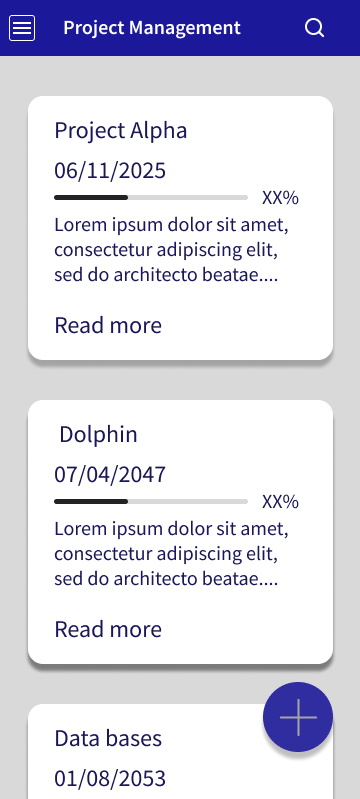 Project Management
Project Alpha
06/11/2025
XX%
Lorem ipsum dolor sit amet,
consectetur adipiscing elit,
sed do architecto beatae....
Read more
Dolphin
07/04/2047
XX%
Lorem ipsum dolor sit amet,
consectetur adipiscing elit,
sed do architecto beatae....
Read more
Data bases
01/08/2053